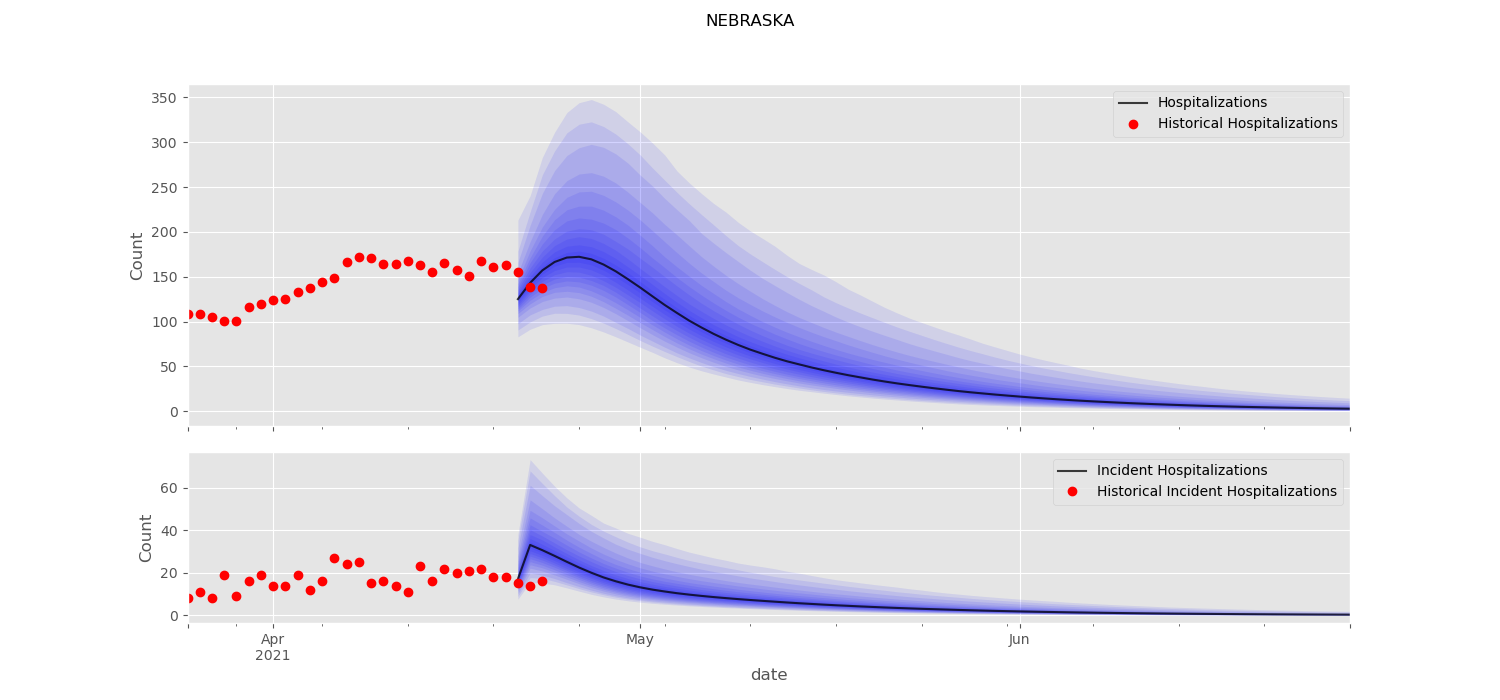 NEBRASKA
350
300
250
200
150
100
50
0
Count
Hospitalizations
Historical Hospitalizations
60
40
20
0
Count
Incident Hospitalizations
Historical Incident Hospitalizations
Apr
2021
May
Jun
date